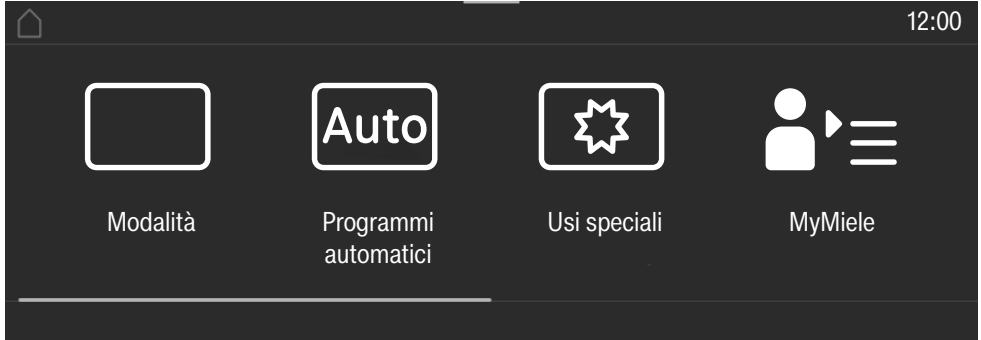 12:00
Auto
Modalità
Programmi
automatici
Usi speciali
MyMiele